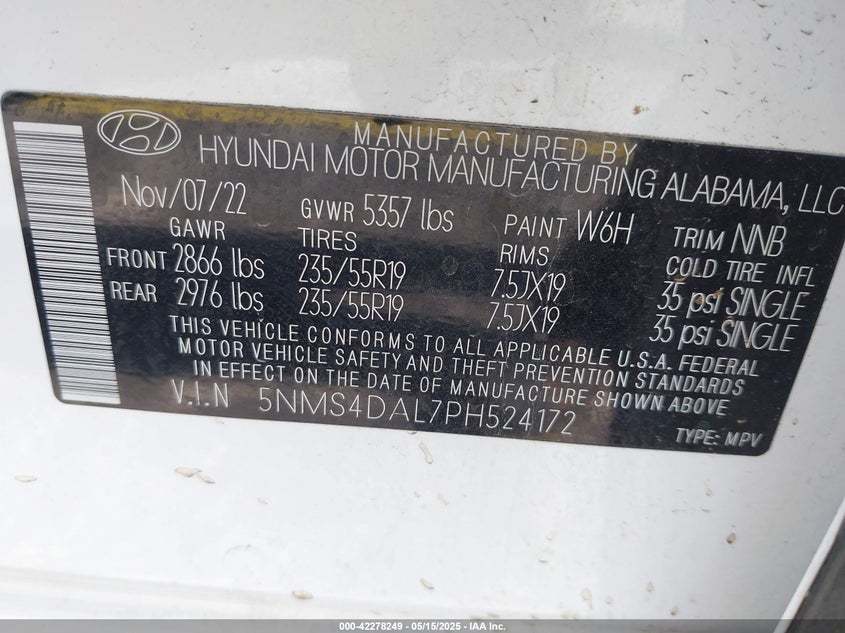 MANUFACTURED BY
HYUNDAI MOTOR MANUFACTURING ALABAMA, LLC
Nov/07/22 GVWR 5357 lbs PAINT W6H TRIM NNB
GAWR TIRES RIMS COLD TIRE INFL
FRONT 2866 lbs 235/55R19 7.5JX19 35 psi SINGLE
REAR 2976 lbs 235/55R19 7.5JX19 35 psi SINGLE
THIS VEHICLE CONFORMS TO ALL APPLICABLE U.S.A. FEDERAL
MOTOR VEHICLE SAFETY AND THEFT PREVENTION STANDARDS
IN EFFECT ON THE DATE OF MANUFACTURE SHOWN ABOVE
V.I.N 5NMS4DAL7PH524172 TYPE: MPV
000-42278249 - 05/15/2025 - IAA Inc.